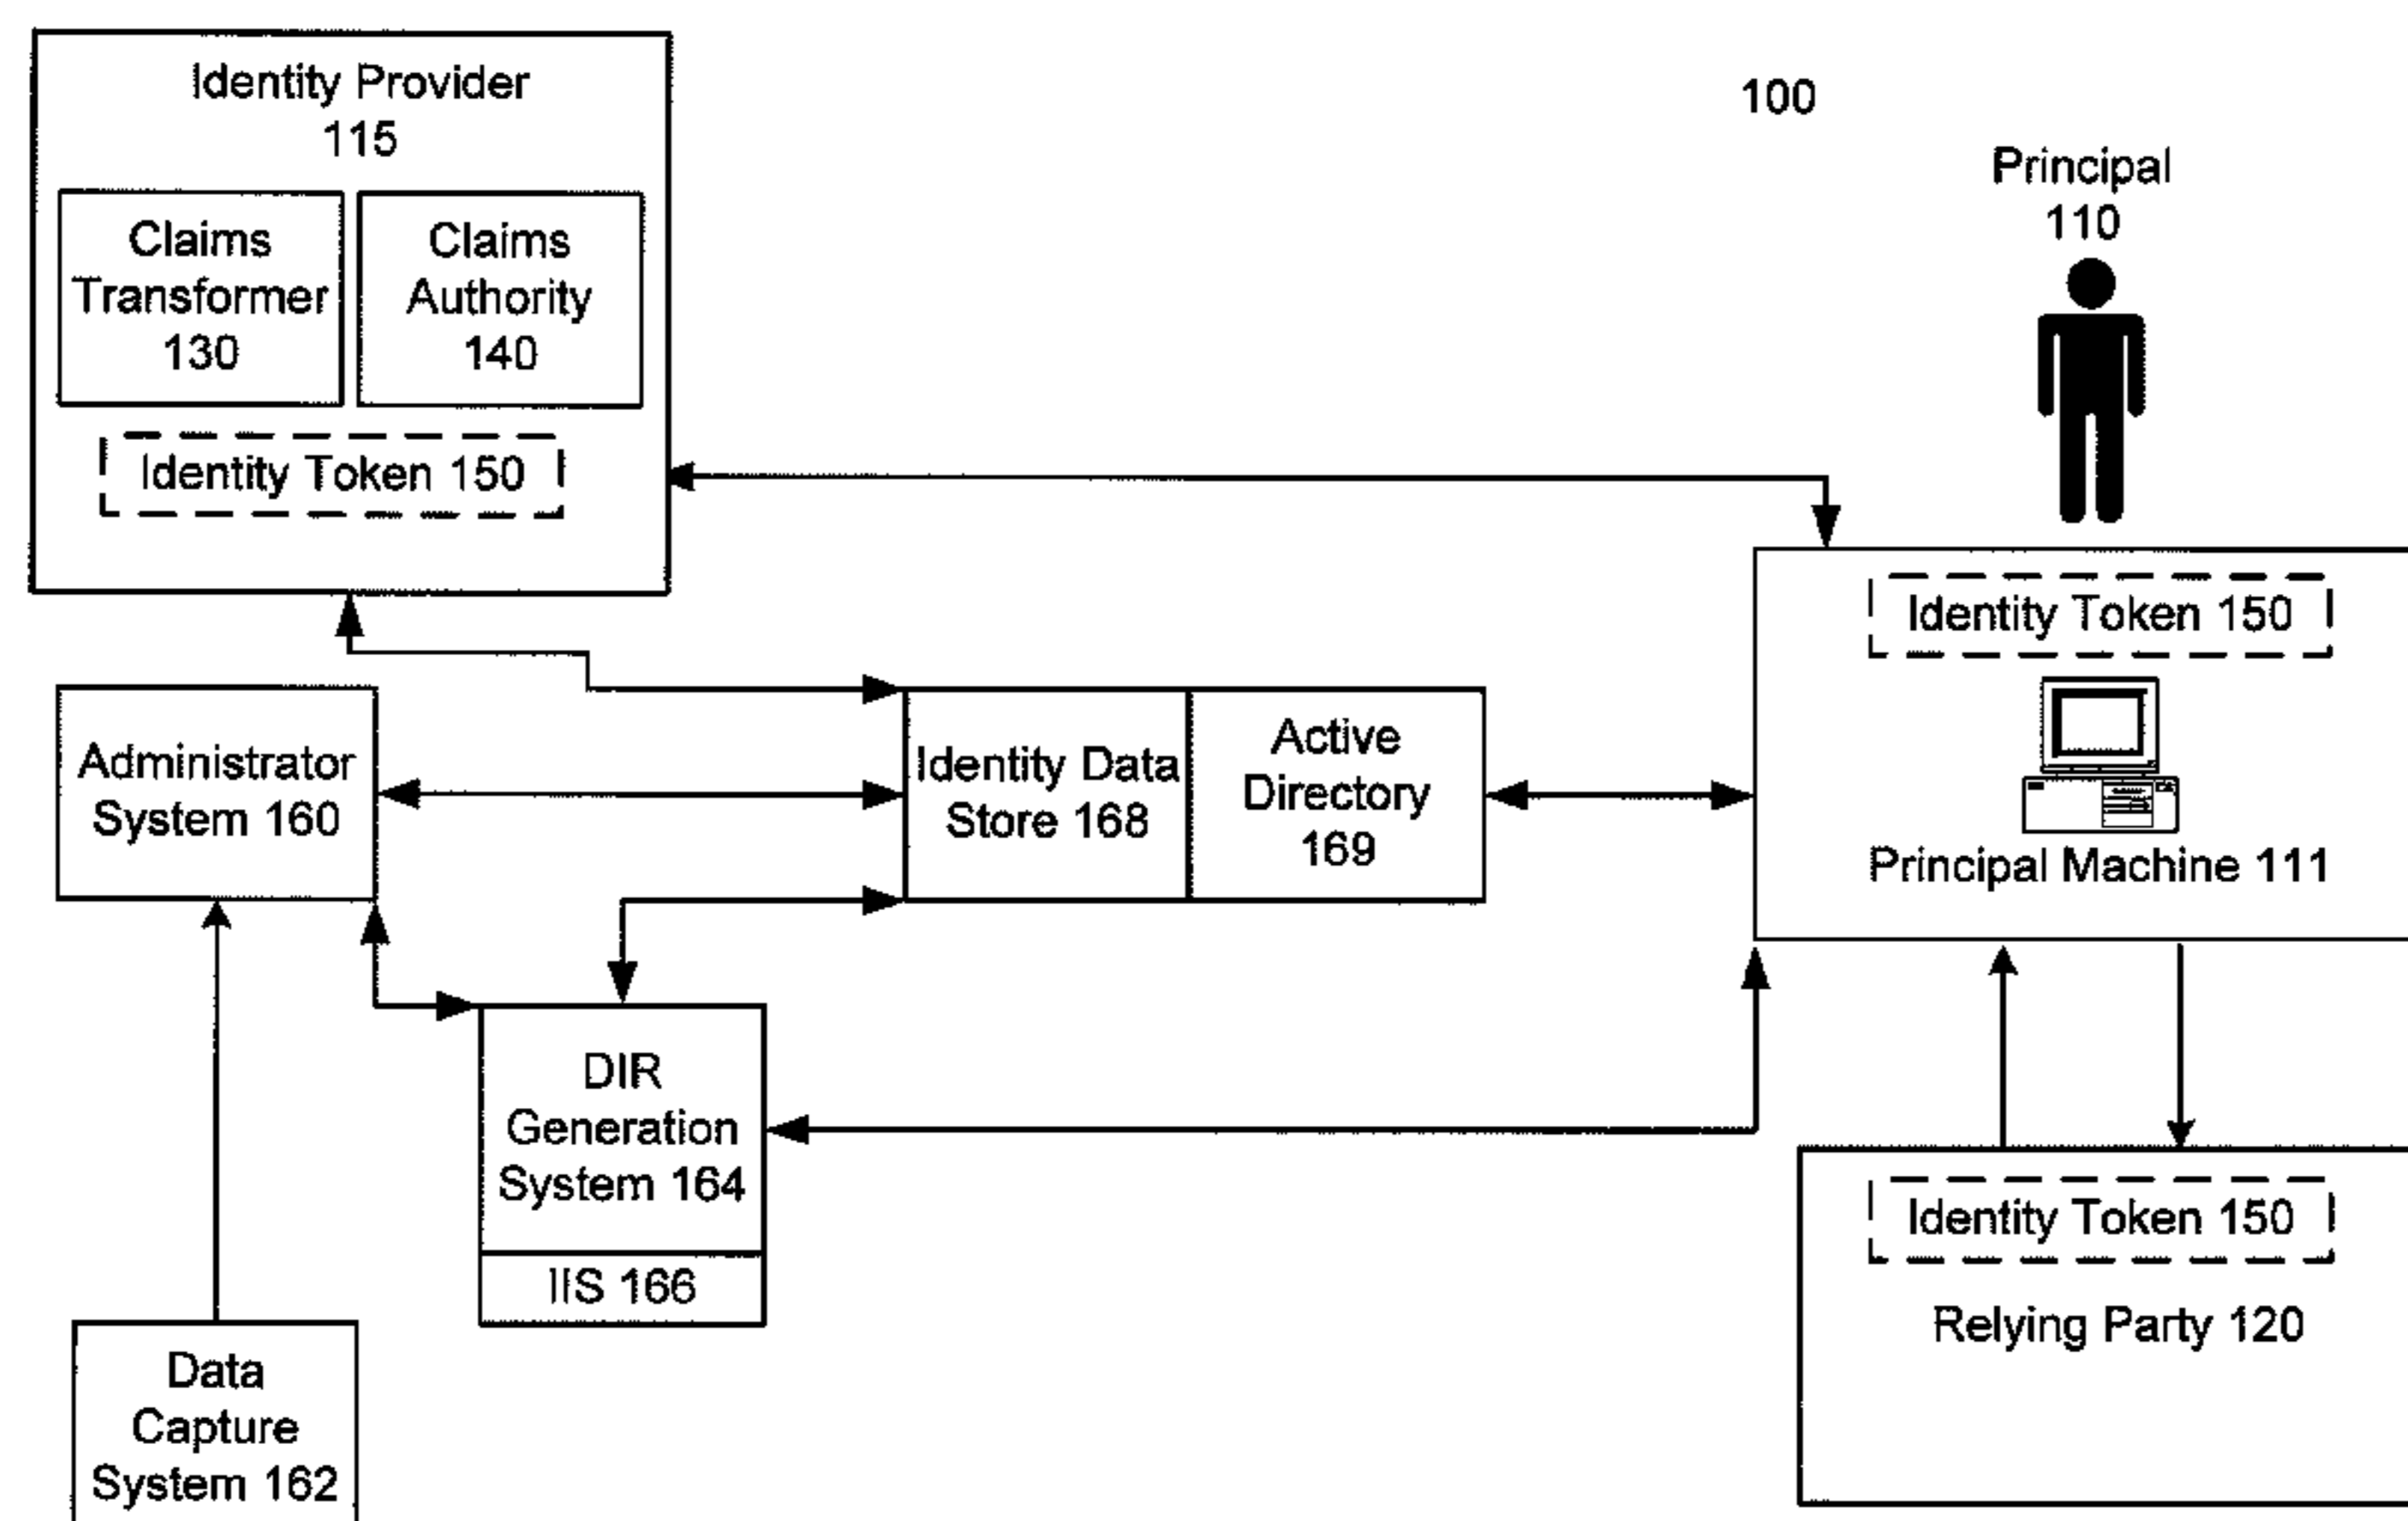 Identity Provider
115
Claims
Transformer
130
Claims
Authority
140
Identity Token 150
100
Principal
110
Identity Token 150
Principal Machine 111
Administrator
System 160
Identity Data
Store 168
Active
Directory
169
DIR
Generation
System 164
IIS 166
Identity Token 150
Relying Party 120
Data
Capture
System 162